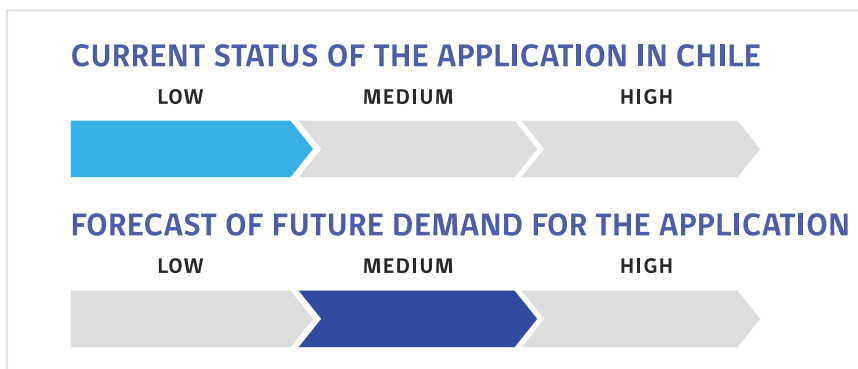 CURRENT STATUS OF THE APPLICATION IN CHILE
LOW MEDIUM HIGH
FORECAST OF FUTURE DEMAND FOR THE APPLICATION
LOW MEDIUM HIGH